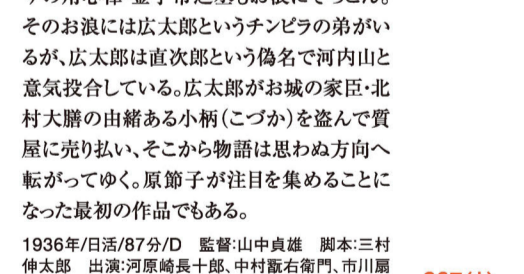 そのお浪には広太郎というチンピラの弟がい
るが、広太郎は直次郎という偽名で河内山と
意気投合している。広太郎がお城の家臣・北
村大膳の由緒ある小柄（こづか）を盗んで質
屋に売り払い、そこから物語は思わぬ方向へ
転がってゆく。原節子が注目を集めることに
なった最初の作品でもある。
1936年/日活/87分/D　監督:山中貞雄　脚本:三村
伸太郎　出演:河原崎長十郎、中村翫右衛門、市川扇